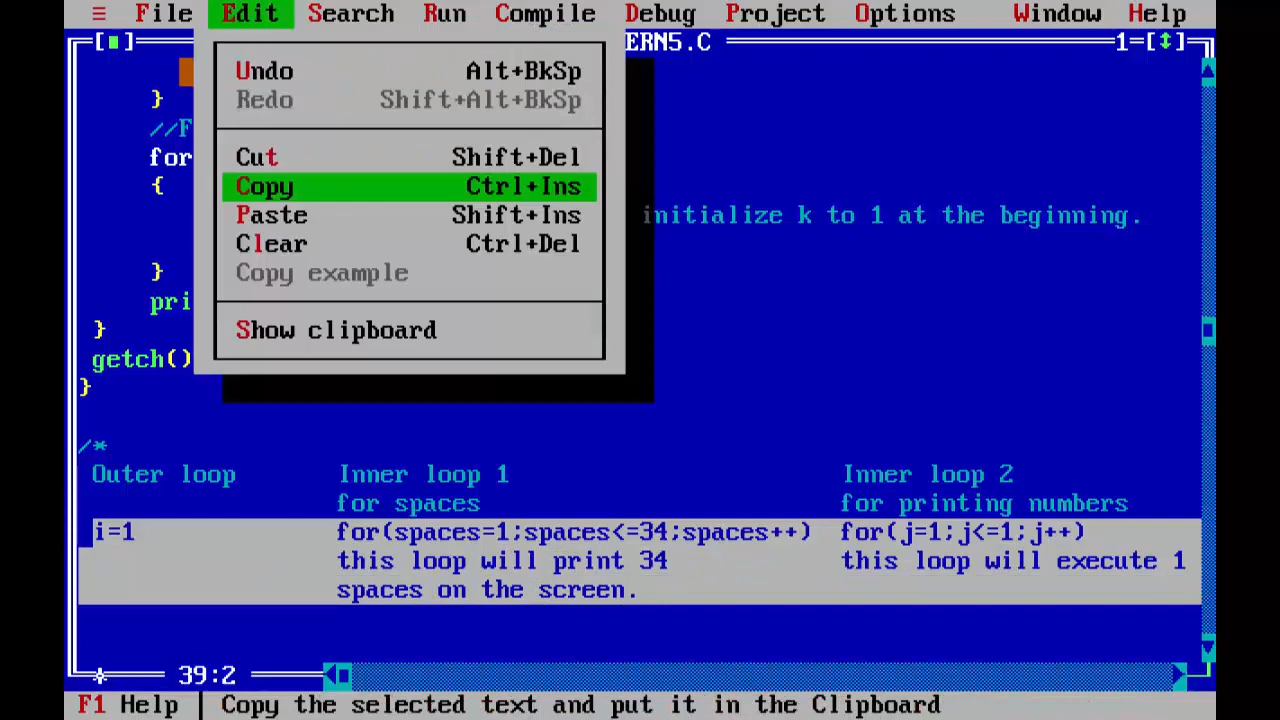 ≡ File Edit Search Run Compile Debug Project Options Window Help
[■] ERN5.C 1=[↕]
Undo Alt+BkSp
} Redo Shift+Alt+BkSp
//F
for Cut Shift+Del
{ Copy Ctrl+Ins
Paste Shift+Ins initialize k to 1 at the beginning.
Clear Ctrl+Del
} Copy example
pri
} Show clipboard
getch()
}
/*
Outer loop Inner loop 1 Inner loop 2
for spaces for printing numbers
i=1 for(spaces=1;spaces<=34;spaces++) for(j=1;j<=1;j++)
this loop will print 34 this loop will execute 1
spaces on the screen.
39:2
F1 Help │ Copy the selected text and put it in the Clipboard